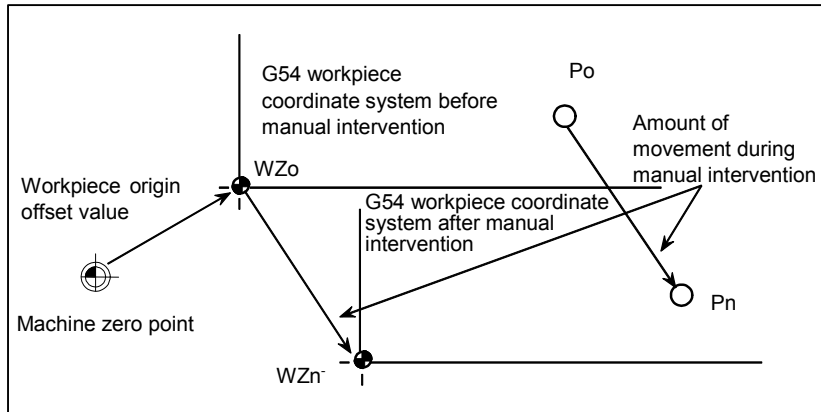 G54 workpiece
coordinate system before
manual intervention
Po
Amount of
movement during
manual intervention
WZo
Workpiece origin
offset value
G54 workpiece coordinate
system after manual
intervention
Machine zero point
Pn
WZn-